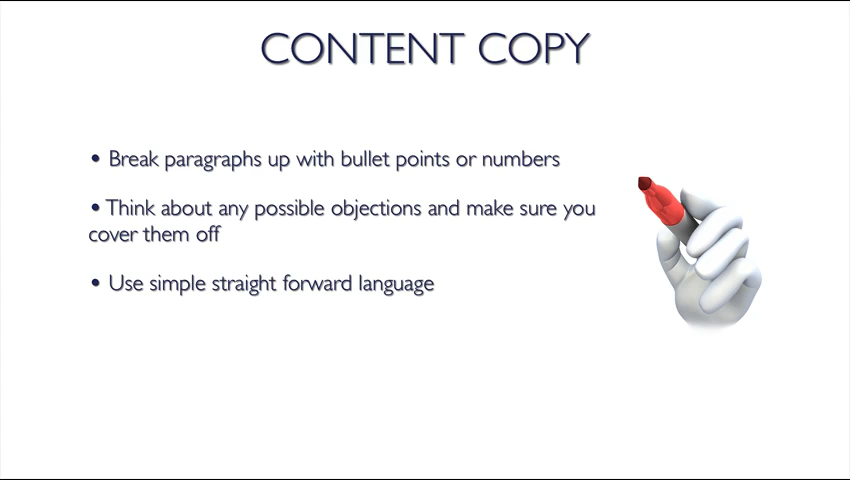 CONTENT COPY
• Break paragraphs up with bullet points or numbers
• Think about any possible objections and make sure you
cover them off
• Use simple straight forward language